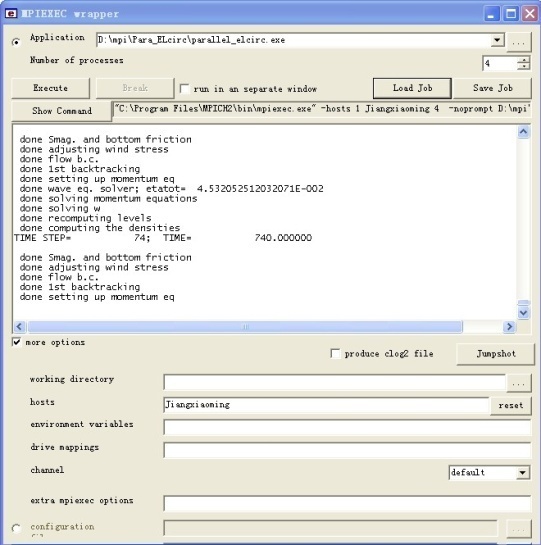 MPIEXEC wrapper
Application D:\mpi\Para_ELcirc\parallel_elcirc.exe ...
Number of processes 4
Execute Break run in an separate window Load Job Save Job
Show Command "C:\Program Files\MPICH2\bin\mpiexec.exe" -hosts 1 Jiangxiaoming 4 -noprompt D:\mpi\
done Smag. and bottom friction
done adjusting wind stress
done flow b.c.
done 1st backtracking
done setting up momentum eq
done wave eq. solver; etatot= 4.532052512032071E-002
done solving momentum equations
done solving w
done recomputing levels
done computing the densities
TIME STEP= 74; TIME= 740.000000
done Smag. and bottom friction
done adjusting wind stress
done flow b.c.
done 1st backtracking
done setting up momentum eq
more options
produce clog2 file Jumpshot
working directory ...
hosts Jiangxiaoming reset
environment variables
drive mappings
channel default
extra mpiexec options
configuration ...